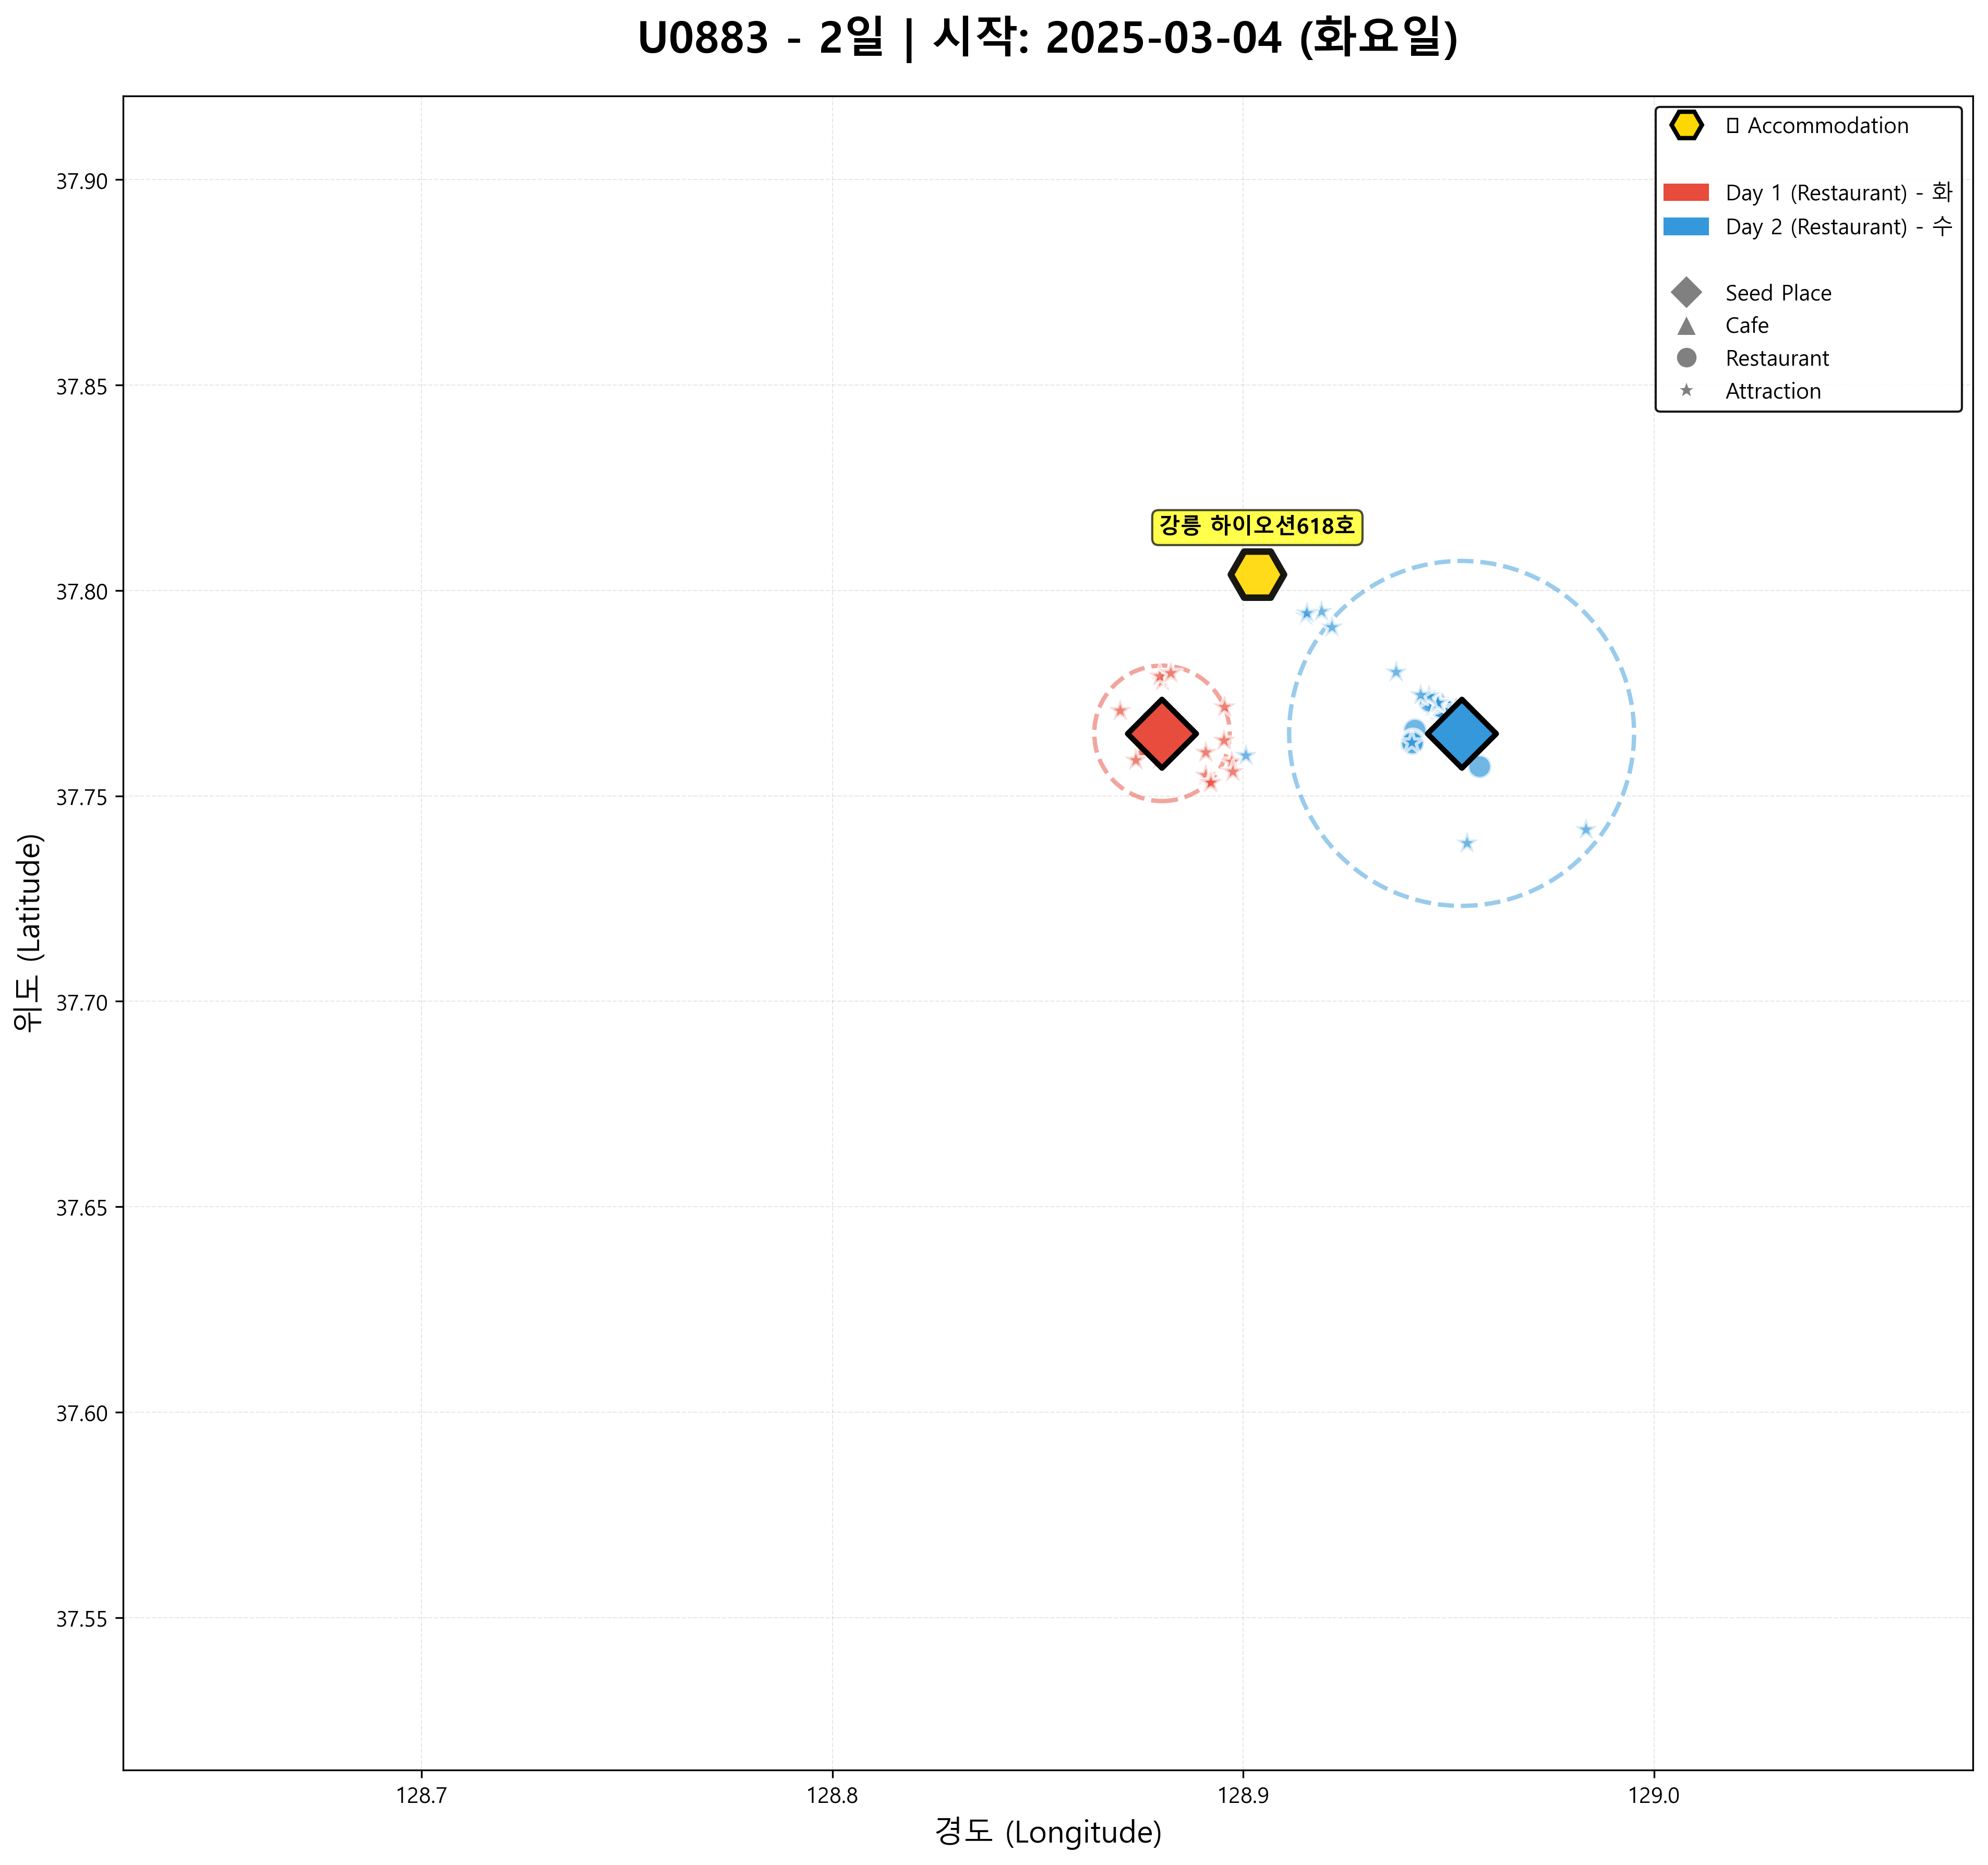 U0883 - 2일 | 시작: 2025-03-04 (화요일)
Accommodation
Day 1 (Restaurant) - 화
Day 2 (Restaurant) - 수
Seed Place
Cafe
Restaurant
Attraction
강릉 하이오션618호
37.90
37.85
37.80
37.75
37.70
37.65
37.60
37.55
위도 (Latitude)
128.7
128.8
128.9
129.0
경도 (Longitude)